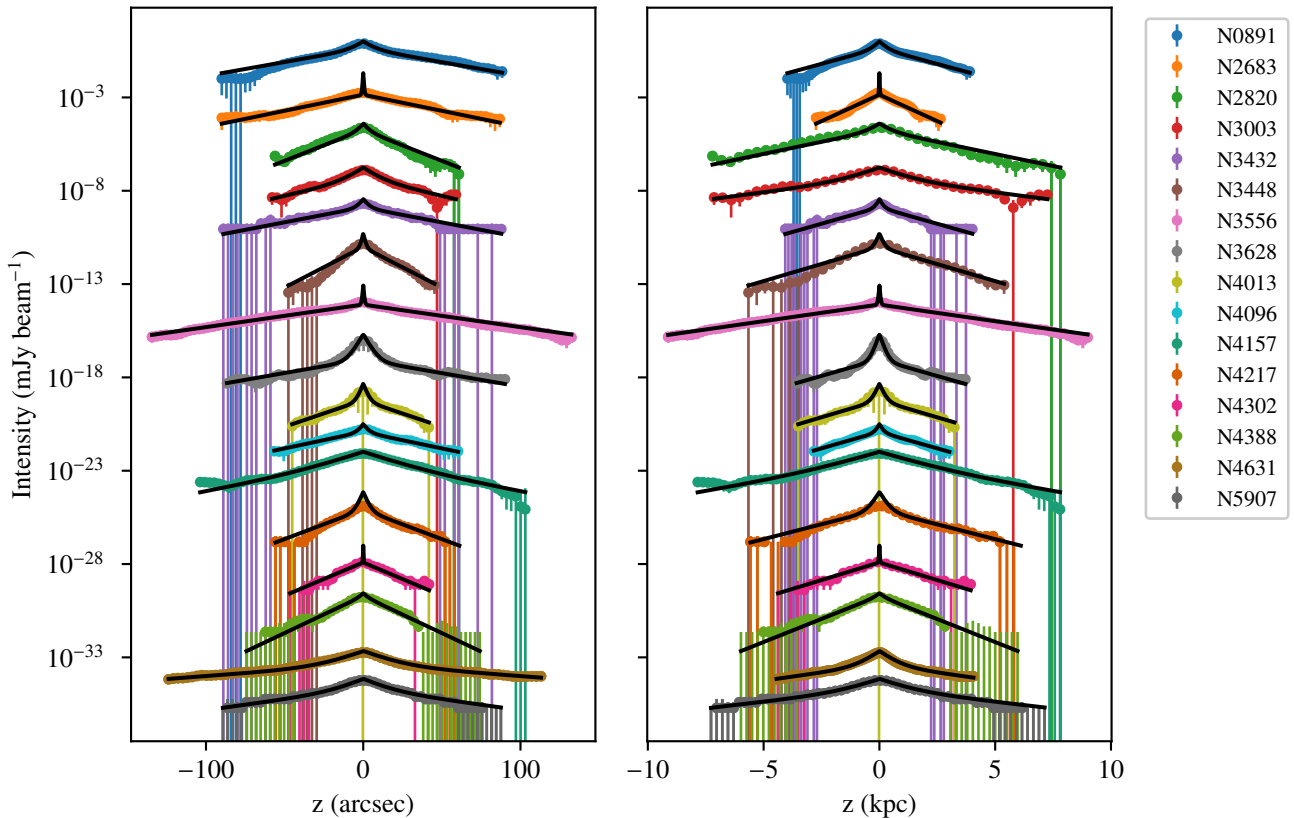 Intensity (mJy beam⁻¹)
10⁻³
10⁻⁸
10⁻¹³
10⁻¹⁸
10⁻²³
10⁻²⁸
10⁻³³
−100 0 100
z (arcsec)
−10 −5 0 5 10
z (kpc)
N0891
N2683
N2820
N3003
N3432
N3448
N3556
N3628
N4013
N4096
N4157
N4217
N4302
N4388
N4631
N5907